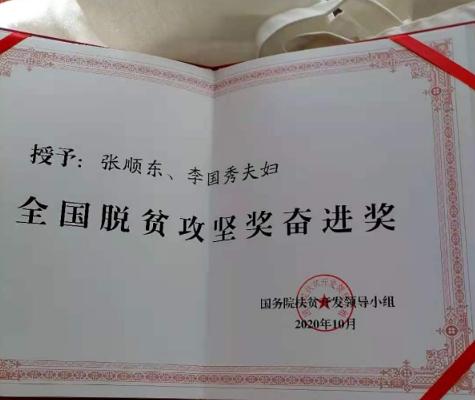 授予：张顺东、李国秀夫妇
全国脱贫攻坚奖奋进奖
国务院扶贫开发领导小组
2020年10月